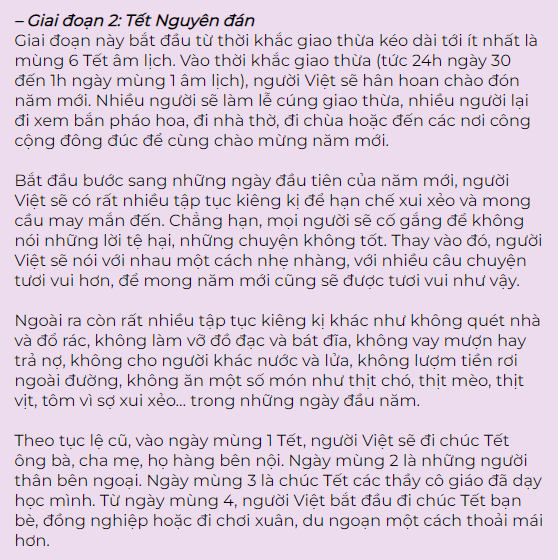 – Giai đoạn 2: Tết Nguyên đán
Giai đoạn này bắt đầu từ thời khắc giao thừa kéo dài tới ít nhất là
mùng 6 Tết âm lịch. Vào thời khắc giao thừa (tức 24h ngày 30
đến 1h ngày mùng 1 âm lịch), người Việt sẽ hân hoan chào đón
năm mới. Nhiều người sẽ làm lễ cúng giao thừa, nhiều người lại
đi xem bắn pháo hoa, đi nhà thờ, đi chùa hoặc đến các nơi công
cộng đông đúc để cùng chào mừng năm mới.
Bắt đầu bước sang những ngày đầu tiên của năm mới, người
Việt sẽ có rất nhiều tập tục kiêng kị để hạn chế xui xẻo và mong
cầu may mắn đến. Chẳng hạn, mọi người sẽ cố gắng để không
nói những lời tệ hại, những chuyện không tốt. Thay vào đó, người
Việt sẽ nói với nhau một cách nhẹ nhàng, với nhiều câu chuyện
tươi vui hơn, để mong năm mới cũng sẽ được tươi vui như vậy.
Ngoài ra còn rất nhiều tập tục kiêng kị khác như không quét nhà
và đổ rác, không làm vỡ đồ đạc và bát đĩa, không vay mượn hay
trả nợ, không cho người khác nước và lửa, không lượm tiền rơi
ngoài đường, không ăn một số món như thịt chó, thịt mèo, thịt
vịt, tôm vì sợ xui xẻo... trong những ngày đầu năm.
Theo tục lệ cũ, vào ngày mùng 1 Tết, người Việt sẽ đi chúc Tết
ông bà, cha mẹ, họ hàng bên nội. Ngày mùng 2 là những người
thân bên ngoại. Ngày mùng 3 là chúc Tết các thầy cô giáo đã dạy
học mình. Từ ngày mùng 4, người Việt bắt đầu đi chúc Tết bạn
bè, đồng nghiệp hoặc đi chơi xuân, du ngoạn một cách thoải mái
hơn.